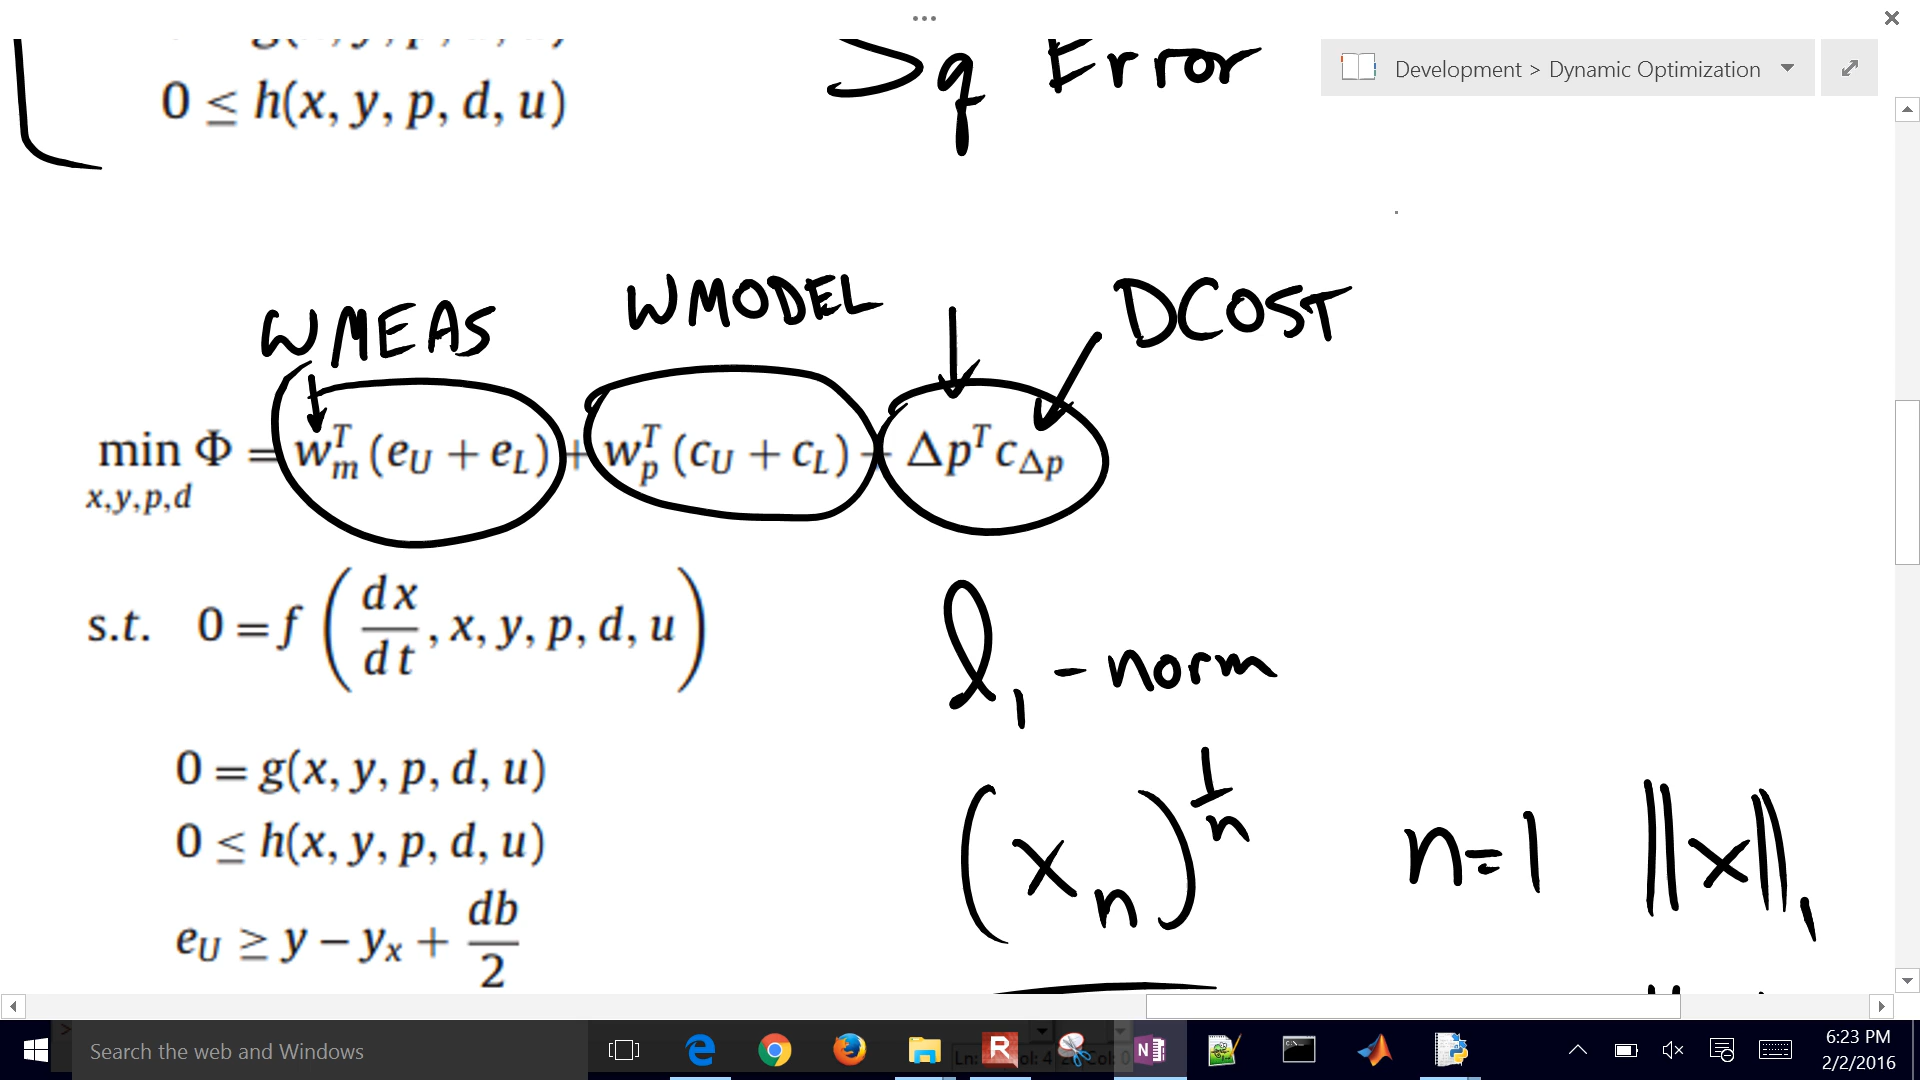 Sq Error
Development > Dynamic Optimization
0 ≤ h(x, y, p, d, u)
WMEAS
WMODEL
DCOST
min Φ = w_m^T (e_U + e_L) + w_p^T (c_U + c_L) + Δp^T c_Δp
x,y,p,d
s.t. 0 = f (dx/dt, x, y, p, d, u)
ℓ₁ - norm
0 = g(x, y, p, d, u)
0 ≤ h(x, y, p, d, u)
(x_n)^(1/n) n=1 ||x||₁
e_U ≥ y − y_x + db/2
Search the web and Windows
6:23 PM
2/2/2016